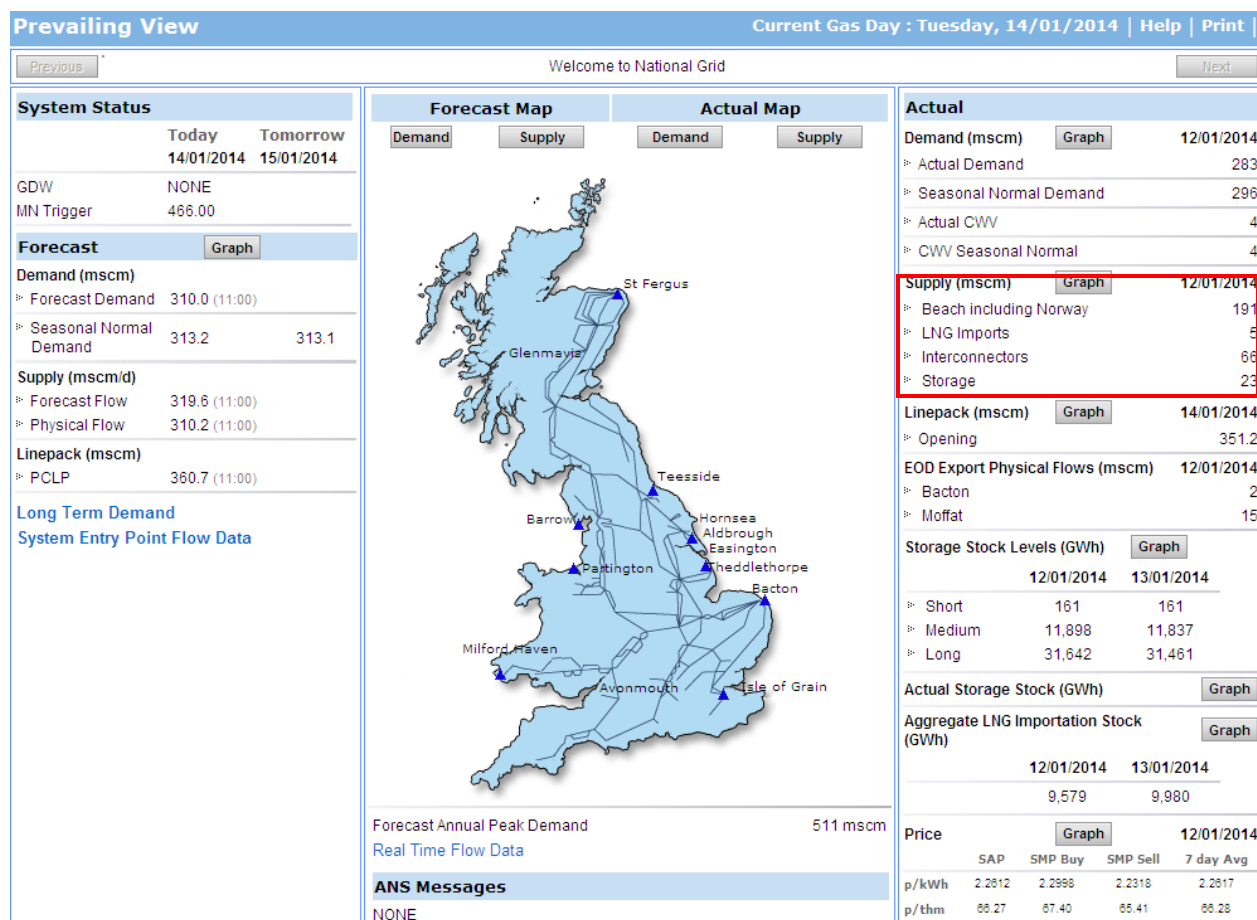 Prevailing View
Current Gas Day : Tuesday, 14/01/2014 | Help | Print |
Previous
Welcome to National Grid
Next
System Status
Today Tomorrow
14/01/2014 15/01/2014
GDW NONE
MN Trigger 466.00
Forecast Graph
Demand (mscm)
Forecast Demand 310.0 (11:00)
Seasonal Normal Demand 313.2 313.1
Supply (mscm/d)
Forecast Flow 319.6 (11:00)
Physical Flow 310.2 (11:00)
Linepack (mscm)
PCLP 360.7 (11:00)
Long Term Demand
System Entry Point Flow Data
Forecast Map Actual Map
Demand Supply Demand Supply
St Fergus
Glenmavis
Teesside
Barrow
Hornsea
Aldbrough
Easington
Partington
Theddlethorpe
Bacton
Milford Haven
Avonmouth
Isle of Grain
Forecast Annual Peak Demand 511 mscm
Real Time Flow Data
ANS Messages
NONE
Actual
Demand (mscm) Graph 12/01/2014
Actual Demand 283
Seasonal Normal Demand 296
Actual CWV 4
CWV Seasonal Normal 4
Supply (mscm) Graph 12/01/2014
Beach including Norway 191
LNG Imports 5
Interconnectors 66
Storage 23
Linepack (mscm) Graph 14/01/2014
Opening 351.2
EOD Export Physical Flows (mscm) 12/01/2014
Bacton 2
Moffat 15
Storage Stock Levels (GWh) Graph
12/01/2014 13/01/2014
Short 161 161
Medium 11,898 11,837
Long 31,642 31,461
Actual Storage Stock (GWh) Graph
Aggregate LNG Importation Stock (GWh) Graph
12/01/2014 13/01/2014
9,579 9,980
Price Graph 12/01/2014
SAP SMP Buy SMP Sell 7 day Avg
p/kWh 2.2612 2.2998 2.2318 2.2617
p/thm 66.27 67.40 65.41 66.28